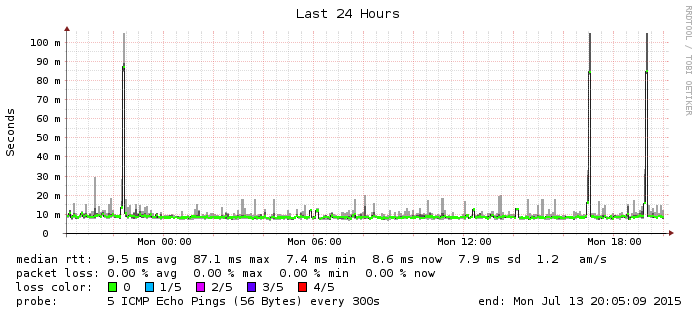 Last 24 Hours
RRDTOOL / TOBI OETIKER
Seconds
100 m
90 m
80 m
70 m
60 m
50 m
40 m
30 m
20 m
10 m
0
Mon 00:00 Mon 06:00 Mon 12:00 Mon 18:00
median rtt: 9.5 ms avg 87.1 ms max 7.4 ms min 8.6 ms now 7.9 ms sd 1.2 am/s
packet loss: 0.00 % avg 0.00 % max 0.00 % min 0.00 % now
loss color: 0 1/5 2/5 3/5 4/5
probe: 5 ICMP Echo Pings (56 Bytes) every 300s end: Mon Jul 13 20:05:09 2015